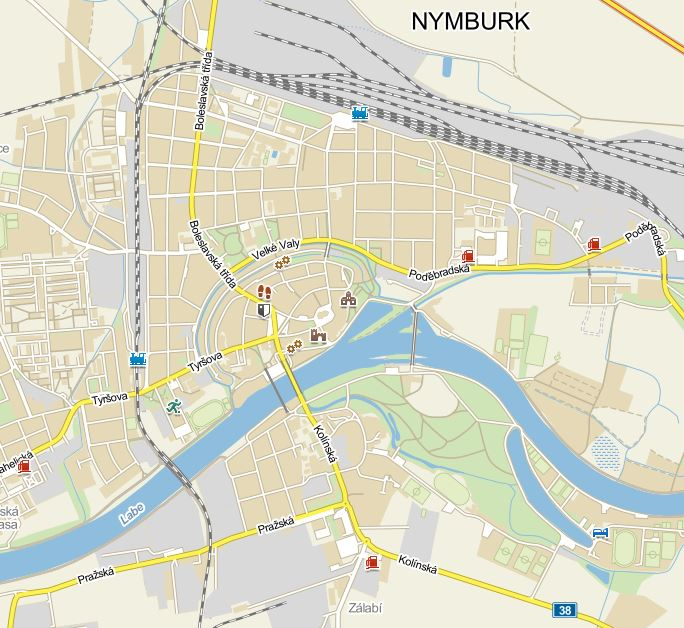 NYMBURK
Boleslavská třída
Poděbradská
Velké Valy
Boleslavská třída
Poděbradská
Tyršova
Tyršova
Kolínská
Labe
Pražská
Kolínská
Pražská
38
Zálabí